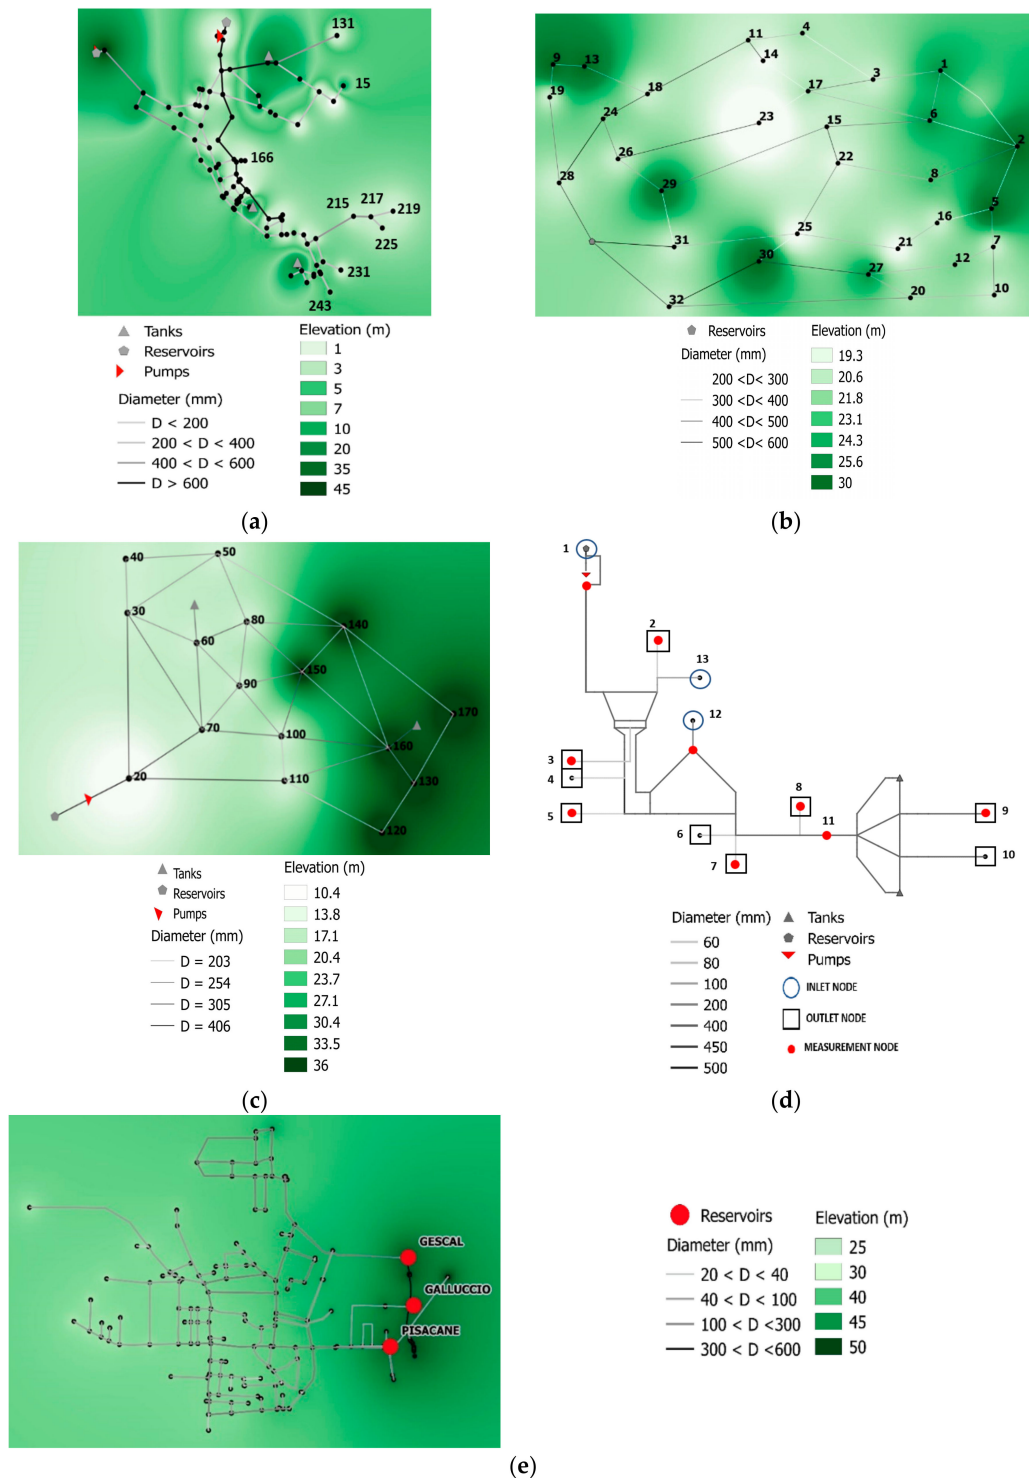 131
15
166
215
217
219
225
231
243
Tanks
Reservoirs
Pumps
Diameter (mm)
D < 200
200 < D < 400
400 < D < 600
D > 600
Elevation (m)
1
3
5
7
10
20
35
45
(a)
4
11
14
9
13
1
3
18
17
19
24
23
15
6
2
26
22
28
29
8
5
16
25
31
21
7
30
12
27
20
10
32
Reservoirs
Diameter (mm)
200 <D< 300
300 <D< 400
400 <D< 500
500 <D< 600
Elevation (m)
19.3
20.6
21.8
23.1
24.3
25.6
30
(b)
40
50
30
80
140
60
150
90
170
70
100
160
20
110
130
120
Tanks
Reservoirs
Pumps
Diameter (mm)
D = 203
D = 254
D = 305
D = 406
Elevation (m)
10.4
13.8
17.1
20.4
23.7
27.1
30.4
33.5
36
(c)
1
2
13
12
3
4
5
8
6
11
7
9
10
Diameter (mm)
60
80
100
200
400
450
500
Tanks
Reservoirs
Pumps
INLET NODE
OUTLET NODE
MEASUREMENT NODE
(d)
GESCAL
GALLUCCIO
PISACANE
Reservoirs
Diameter (mm)
20 < D < 40
40 < D < 100
100 < D <300
300 < D <600
Elevation (m)
25
30
40
45
50
(e)